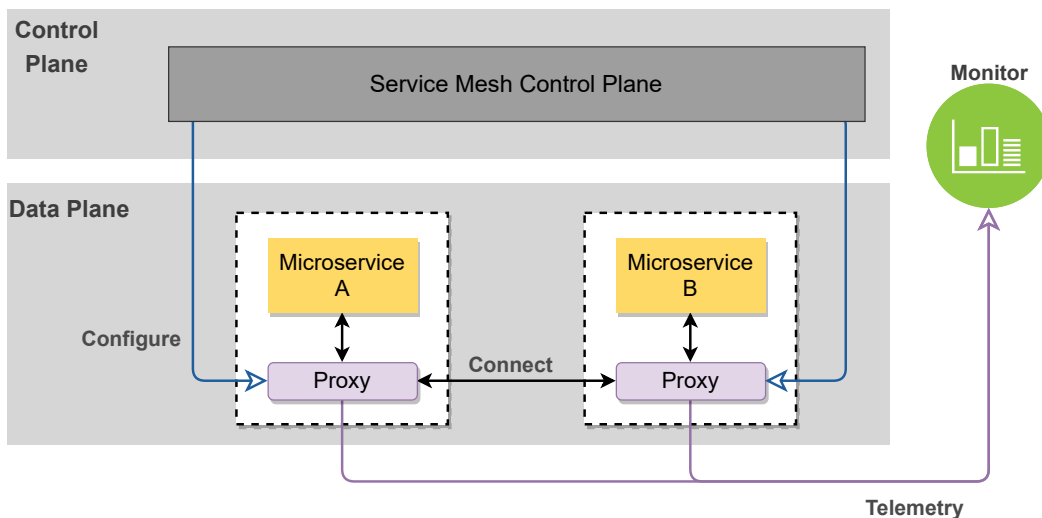 Control
Plane
Service Mesh Control Plane
Monitor
Data Plane
Microservice
A
Microservice
B
Configure
Connect
Proxy
Proxy
Telemetry